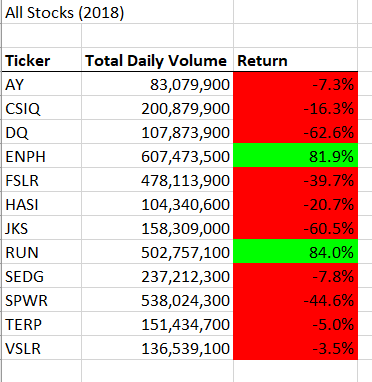 All Stocks (2018)
Ticker Total Daily Volume Return
AY 83,079,900 -7.3%
CSIQ 200,879,900 -16.3%
DQ 107,873,900 -62.6%
ENPH 607,473,500 81.9%
FSLR 478,113,900 -39.7%
HASI 104,340,600 -20.7%
JKS 158,309,000 -60.5%
RUN 502,757,100 84.0%
SEDG 237,212,300 -7.8%
SPWR 538,024,300 -44.6%
TERP 151,434,700 -5.0%
VSLR 136,539,100 -3.5%